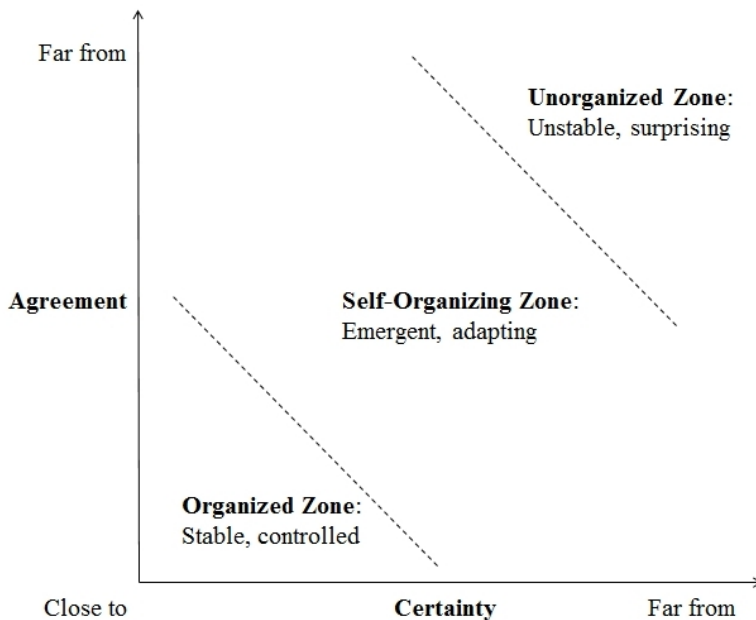 Far from
Unorganized Zone:
Unstable, surprising
Agreement
Self-Organizing Zone:
Emergent, adapting
Organized Zone:
Stable, controlled
Close to
Certainty
Far from